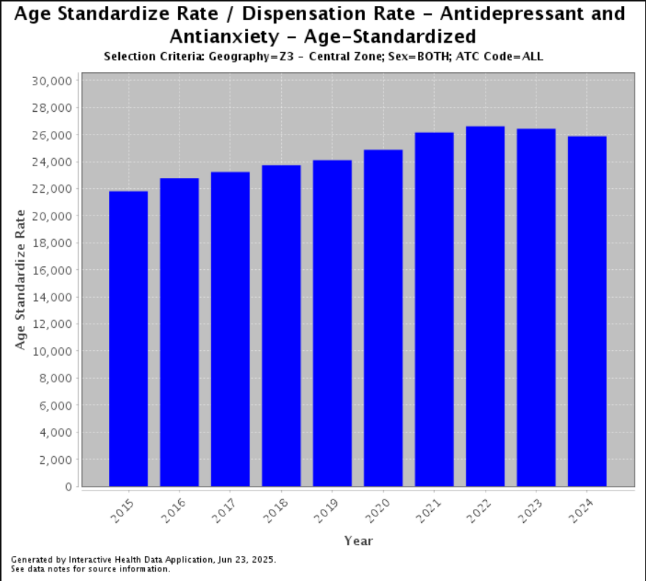 Age Standardize Rate / Dispensation Rate - Antidepressant and
Antianxiety - Age-Standardized
Selection Criteria: Geography=Z3 - Central Zone; Sex=BOTH; ATC Code=ALL
30,000
28,000
26,000
24,000
22,000
20,000
18,000
16,000
14,000
12,000
10,000
8,000
6,000
4,000
2,000
0
Age Standardize Rate
2015 2016 2017 2018 2019 2020 2021 2022 2023 2024
Year
Generated by Interactive Health Data Application, Jun 23, 2025.
See data notes for source information.